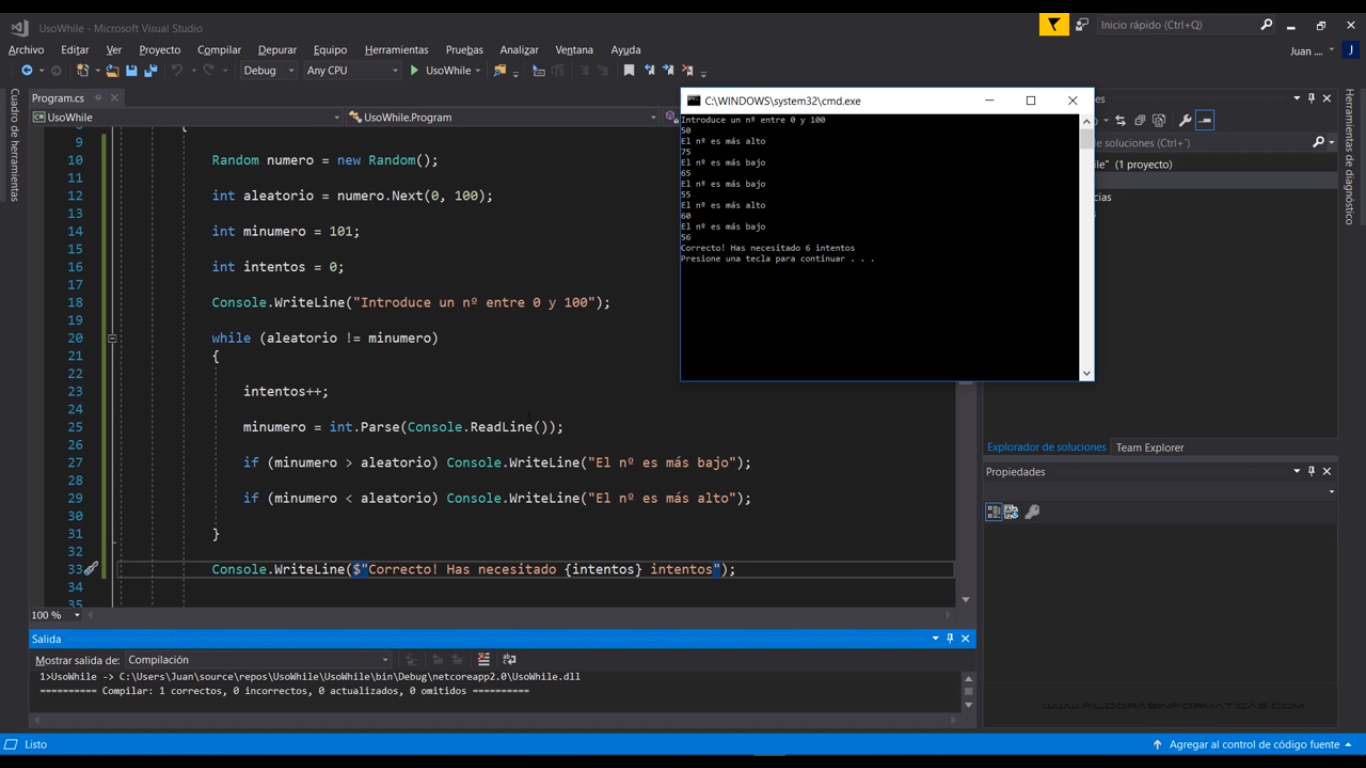 UsoWhile - Microsoft Visual Studio
Inicio rápido (Ctrl+Q)
Archivo Editar Ver Proyecto Compilar Depurar Equipo Herramientas Pruebas Analizar Ventana Ayuda
Juan ....
J
Debug Any CPU UsoWhile
Cuadro de herramientas
Program.cs
UsoWhile UsoWhile.Program
9
10 Random numero = new Random();
11
12 int aleatorio = numero.Next(0, 100);
13
14 int minumero = 101;
15
16 int intentos = 0;
17
18 Console.WriteLine("Introduce un nº entre 0 y 100");
19
20 while (aleatorio != minumero)
21 {
22
23 intentos++;
24
25 minumero = int.Parse(Console.ReadLine());
26
27 if (minumero > aleatorio) Console.WriteLine("El nº es más bajo");
28
29 if (minumero < aleatorio) Console.WriteLine("El nº es más alto");
30
31 }
32
33 Console.WriteLine($"Correcto! Has necesitado {intentos} intentos");
34
35
100 %
C:\WINDOWS\system32\cmd.exe
Introduce un nº entre 0 y 100
50
El nº es más alto
75
El nº es más bajo
65
El nº es más bajo
55
El nº es más alto
60
El nº es más bajo
56
Correcto! Has necesitado 6 intentos
Presione una tecla para continuar . . .
es
de soluciones (Ctrl+´)
ile" (1 proyecto)
cias
s
Herramientas de diagnóstico
Explorador de soluciones Team Explorer
Propiedades
Salida
Mostrar salida de: Compilación
1>UsoWhile -> C:\Users\Juan\source\repos\UsoWhile\UsoWhile\bin\Debug\netcoreapp2.0\UsoWhile.dll
========== Compilar: 1 correctos, 0 incorrectos, 0 actualizados, 0 omitidos ==========
WWW.PILDORASINFORMATICAS.COM
Listo
Agregar al control de código fuente